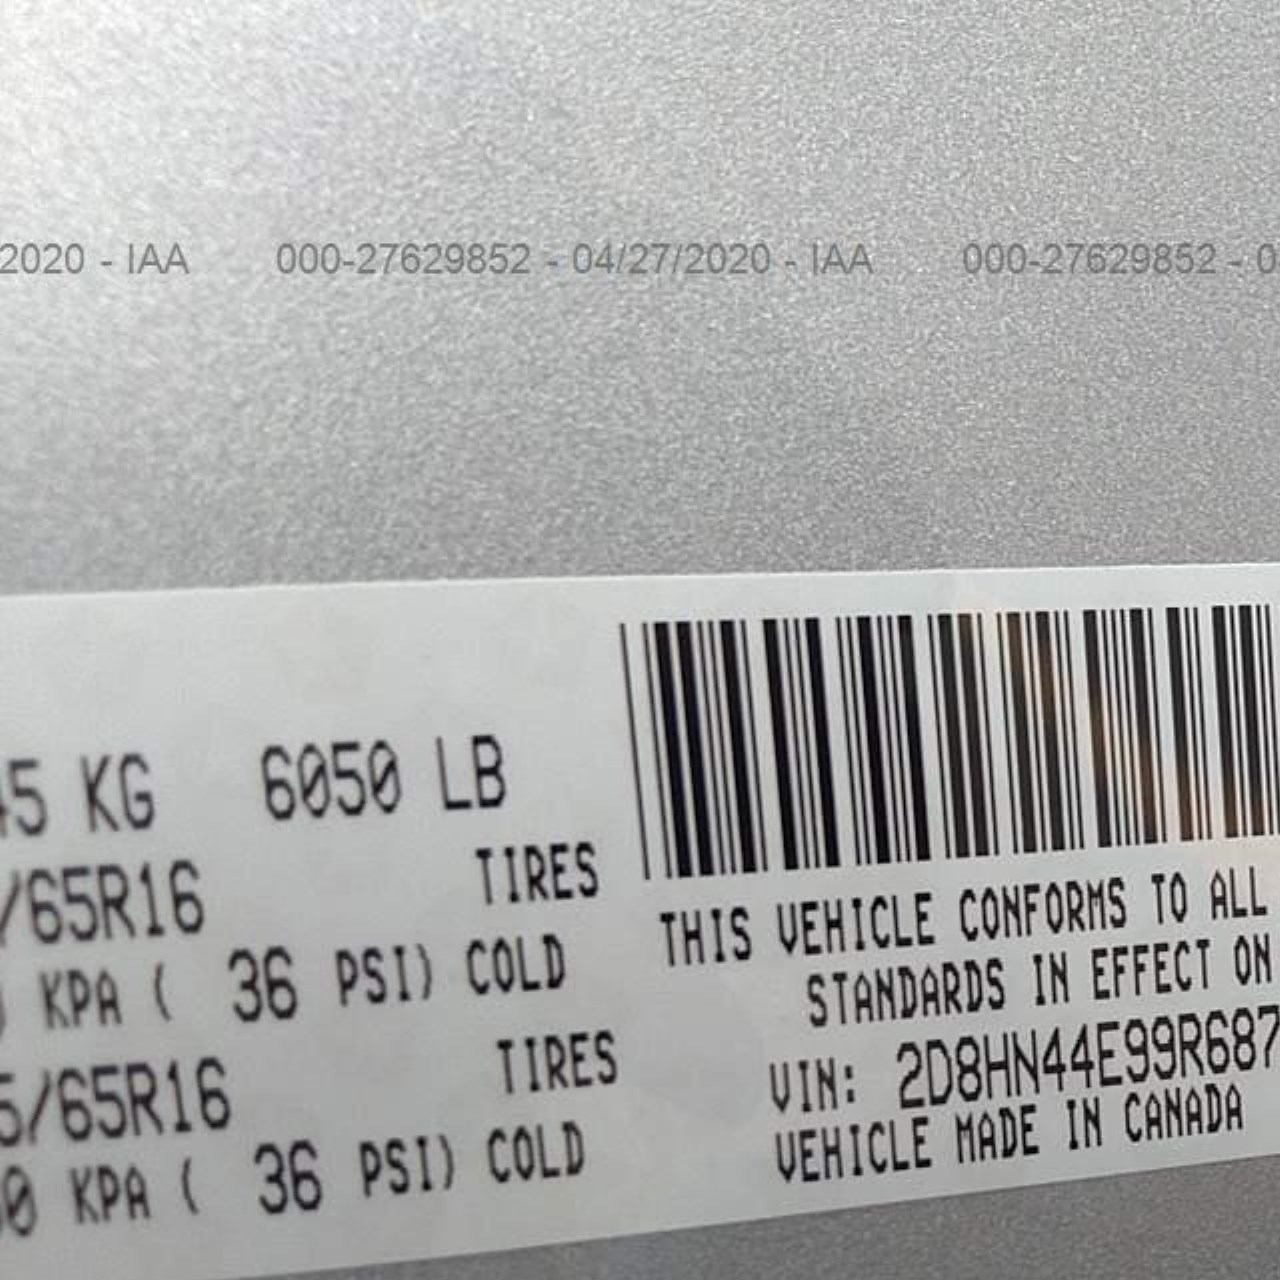 2020 - IAA 000-27629852 - 04/27/2020 - IAA 000-27629852 - 0
45 KG 6050 LB
/65R16 TIRES
KPA ( 36 PSI) COLD
5/65R16 TIRES
50 KPA ( 36 PSI) COLD
THIS VEHICLE CONFORMS TO ALL
STANDARDS IN EFFECT ON
VIN: 2D8HN44E99R687
VEHICLE MADE IN CANADA